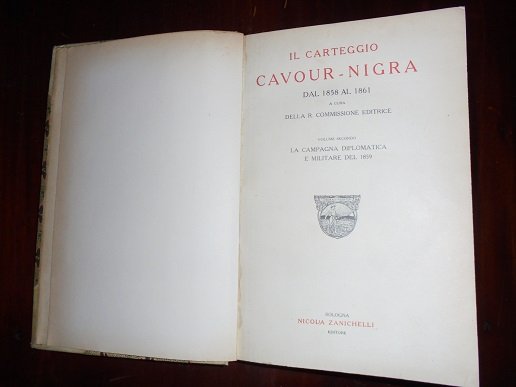 IL CARTEGGIO
CAVOUR-NIGRA
DAL 1858 AL 1861
A CURA
DELLA R. COMMISSIONE EDITRICE
VOLUME SECONDO
LA CAMPAGNA DIPLOMATICA
E MILITARE DEL 1859
BOLOGNA
NICOLA ZANICHELLI
EDITORE